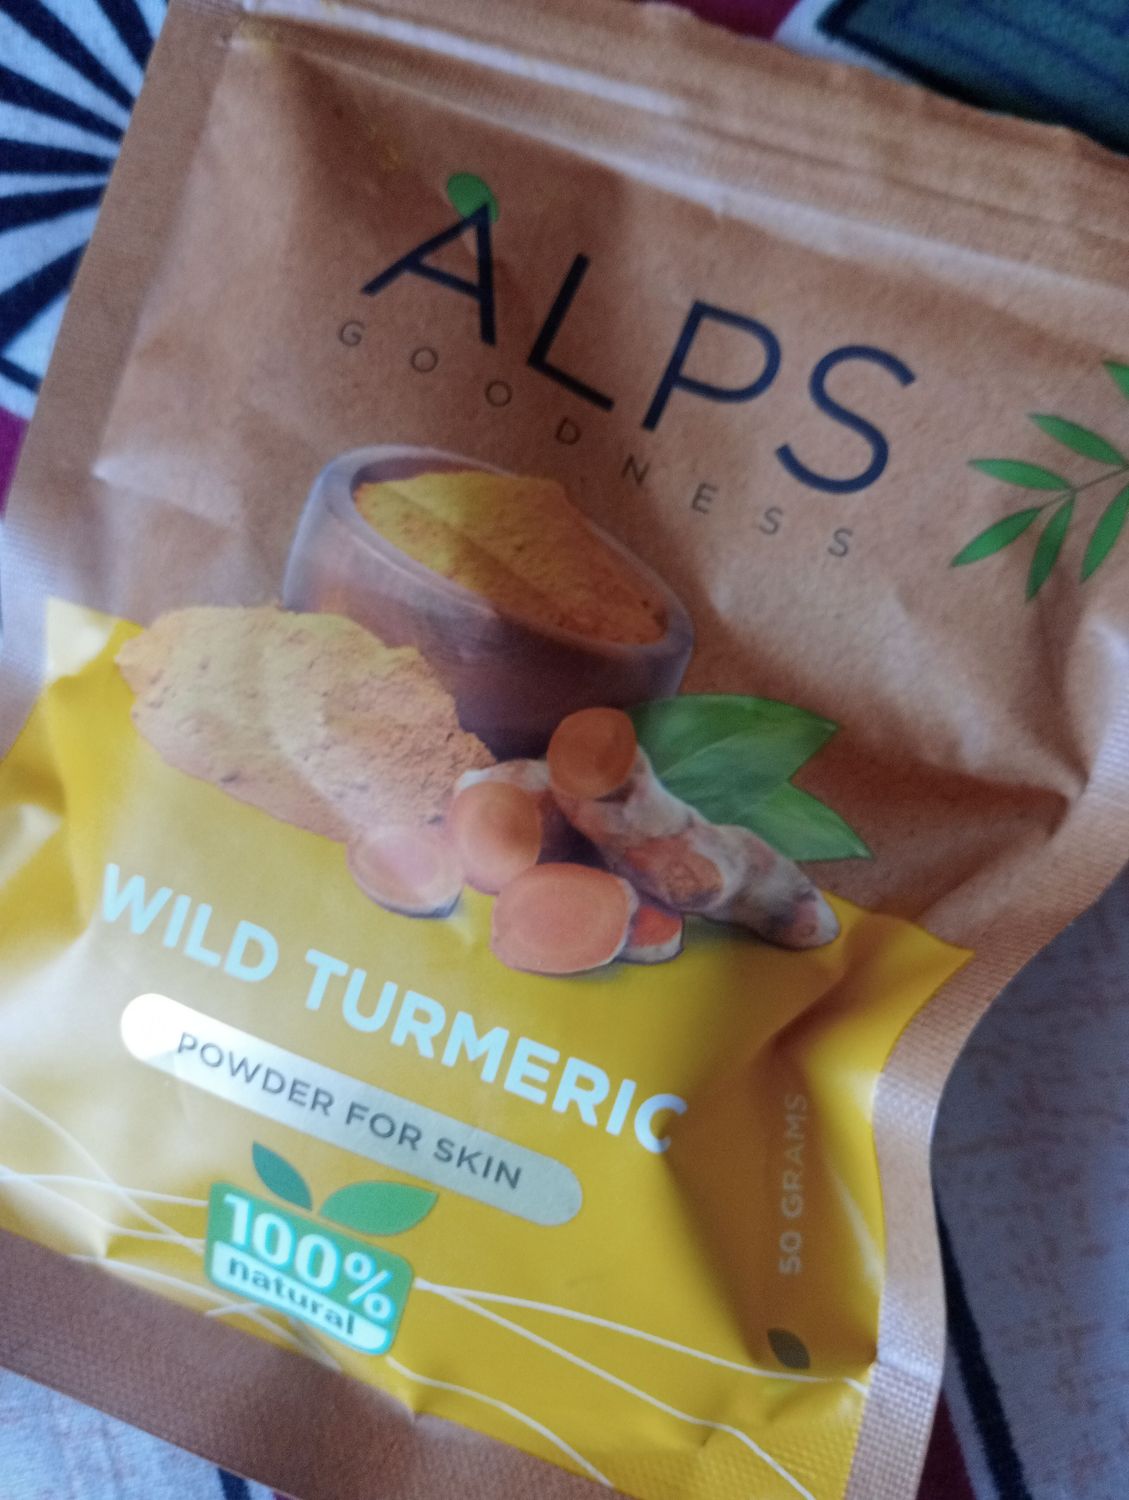 ALPS
GOODNESS
WILD TURMERIC
POWDER FOR SKIN
100%
natural
50 GRAMS